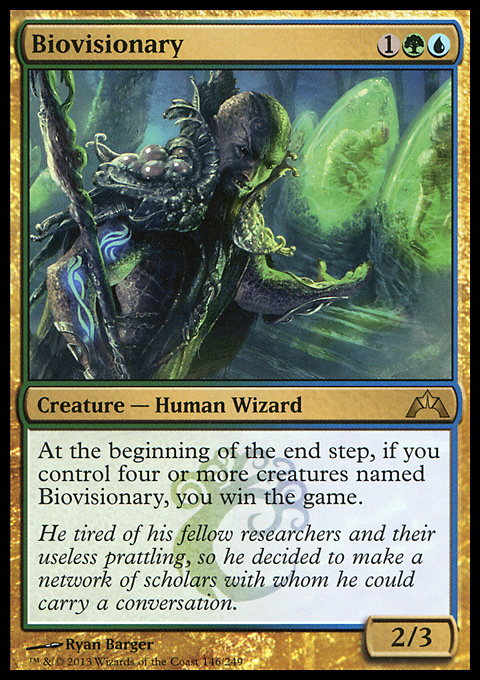 Biovisionary 1
Creature — Human Wizard
At the beginning of the end step, if you
control four or more creatures named
Biovisionary, you win the game.
He tired of his fellow researchers and their
useless prattling, so he decided to make a
network of scholars with whom he could
carry a conversation.
Ryan Barger
2/3
™ & © 2013 Wizards of the Coast 146/249